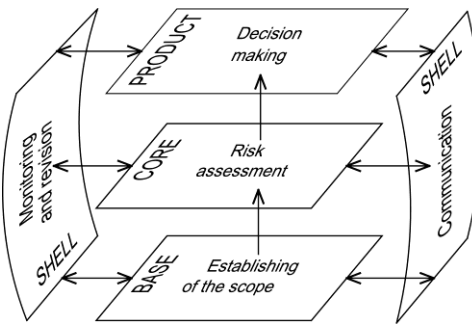 PRODUCT
Decision
making
SHELL
Monitoring
and revision
CORE
Risk
assessment
Communication
SHELL
BASE
Establishing
of the scope